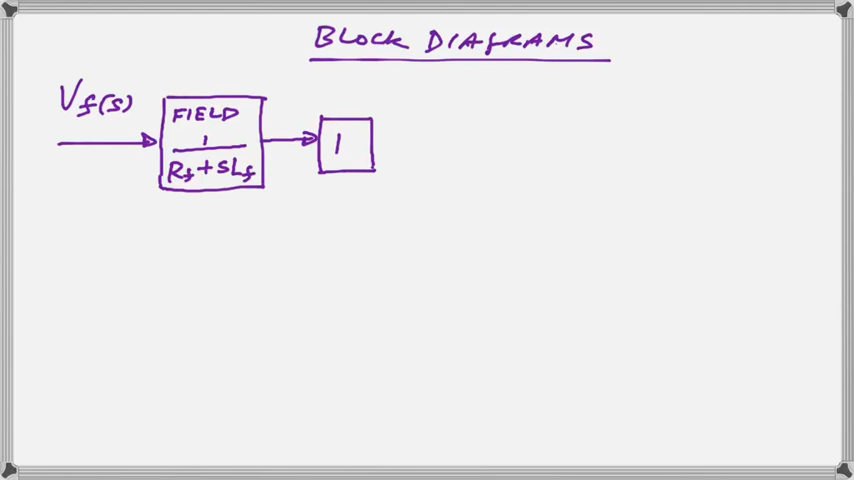 BLOCK DIAGRAMS
Vf(s)
FIELD
1
Rf+SLf
1